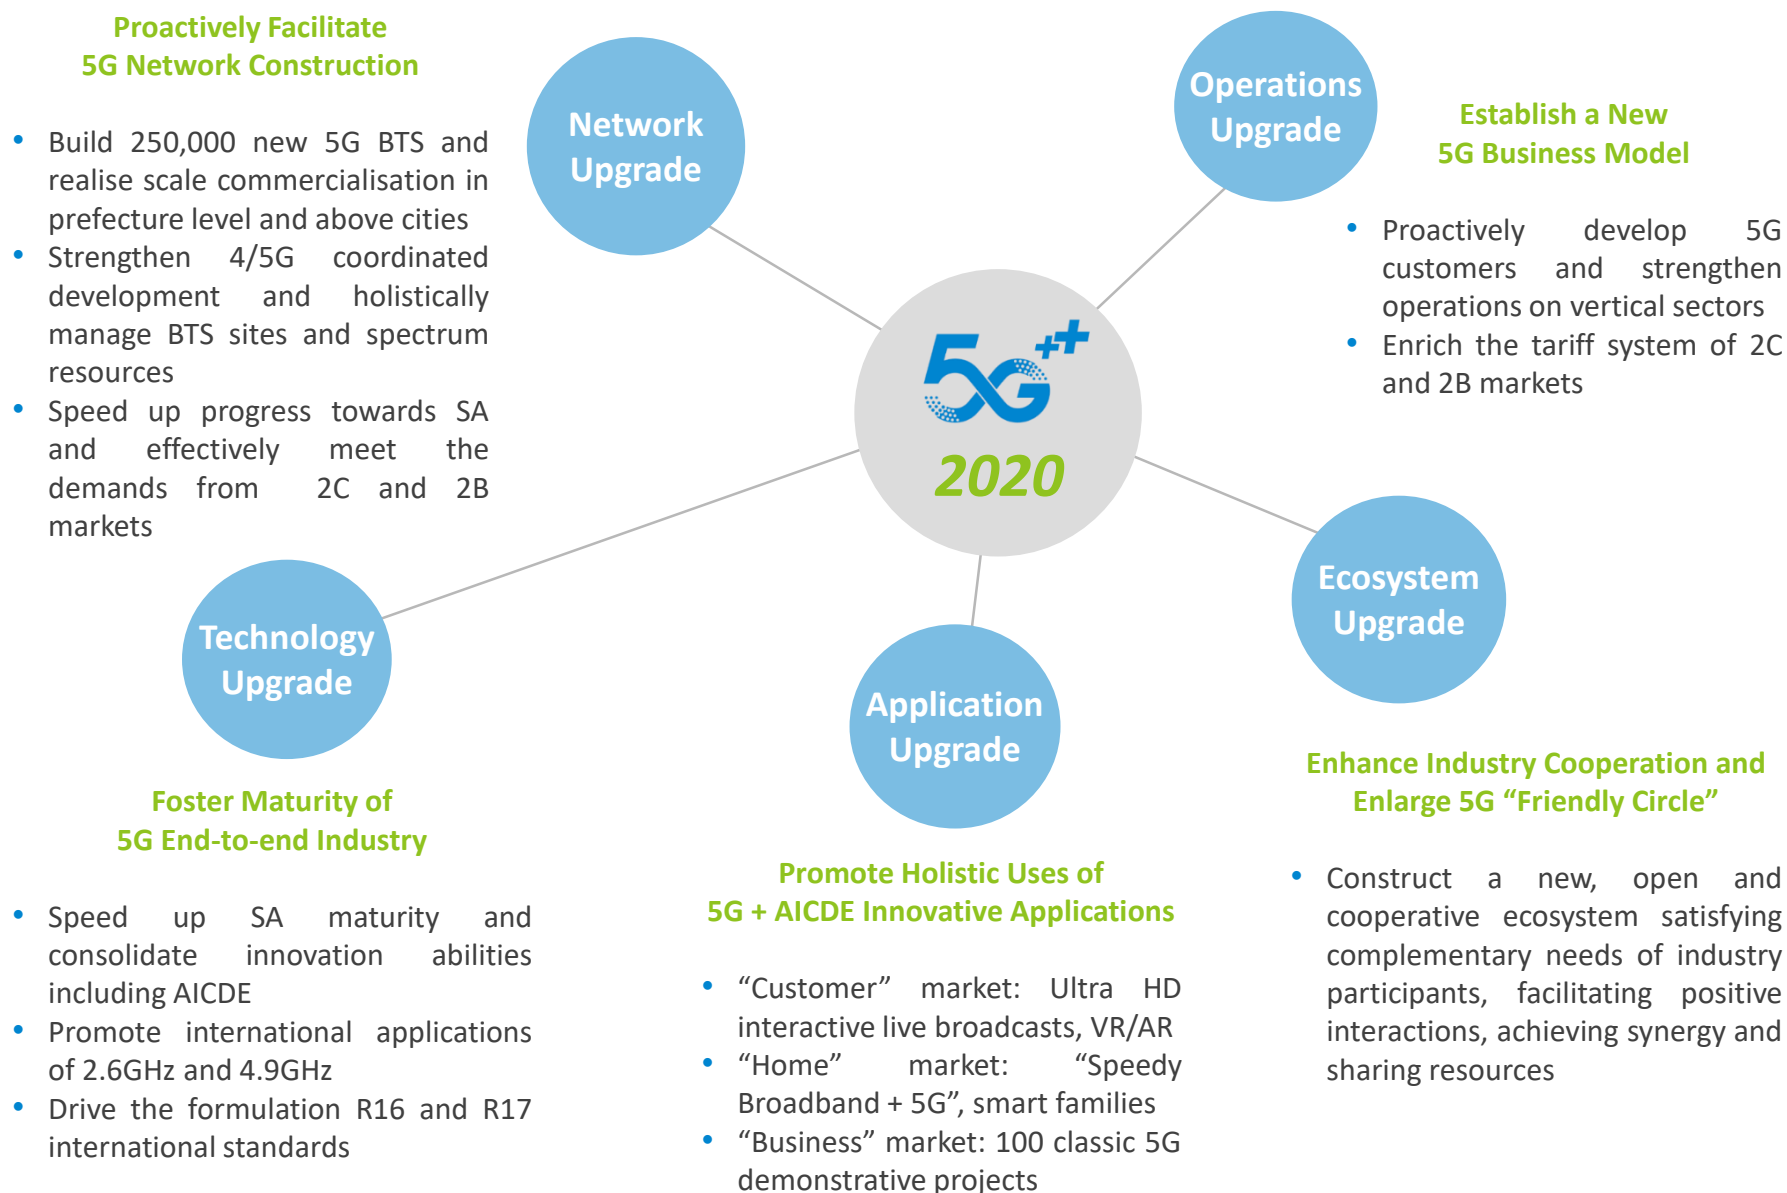 Proactively Facilitate
5G Network Construction
• Build 250,000 new 5G BTS and
realise scale commercialisation in
prefecture level and above cities
• Strengthen 4/5G coordinated
development and holistically
manage BTS sites and spectrum
resources
• Speed up progress towards SA
and effectively meet the
demands from 2C and 2B
markets
Network
Upgrade
Operations
Upgrade
Establish a New
5G Business Model
• Proactively develop 5G
customers and strengthen
operations on vertical sectors
• Enrich the tariff system of 2C
and 2B markets
5G++
2020
Technology
Upgrade
Foster Maturity of
5G End-to-end Industry
• Speed up SA maturity and
consolidate innovation abilities
including AICDE
• Promote international applications
of 2.6GHz and 4.9GHz
• Drive the formulation R16 and R17
international standards
Application
Upgrade
Promote Holistic Uses of
5G + AICDE Innovative Applications
• “Customer” market: Ultra HD
interactive live broadcasts, VR/AR
• “Home” market: “Speedy
Broadband + 5G”, smart families
• “Business” market: 100 classic 5G
demonstrative projects
Ecosystem
Upgrade
Enhance Industry Cooperation and
Enlarge 5G “Friendly Circle”
• Construct a new, open and
cooperative ecosystem satisfying
complementary needs of industry
participants, facilitating positive
interactions, achieving synergy and
sharing resources